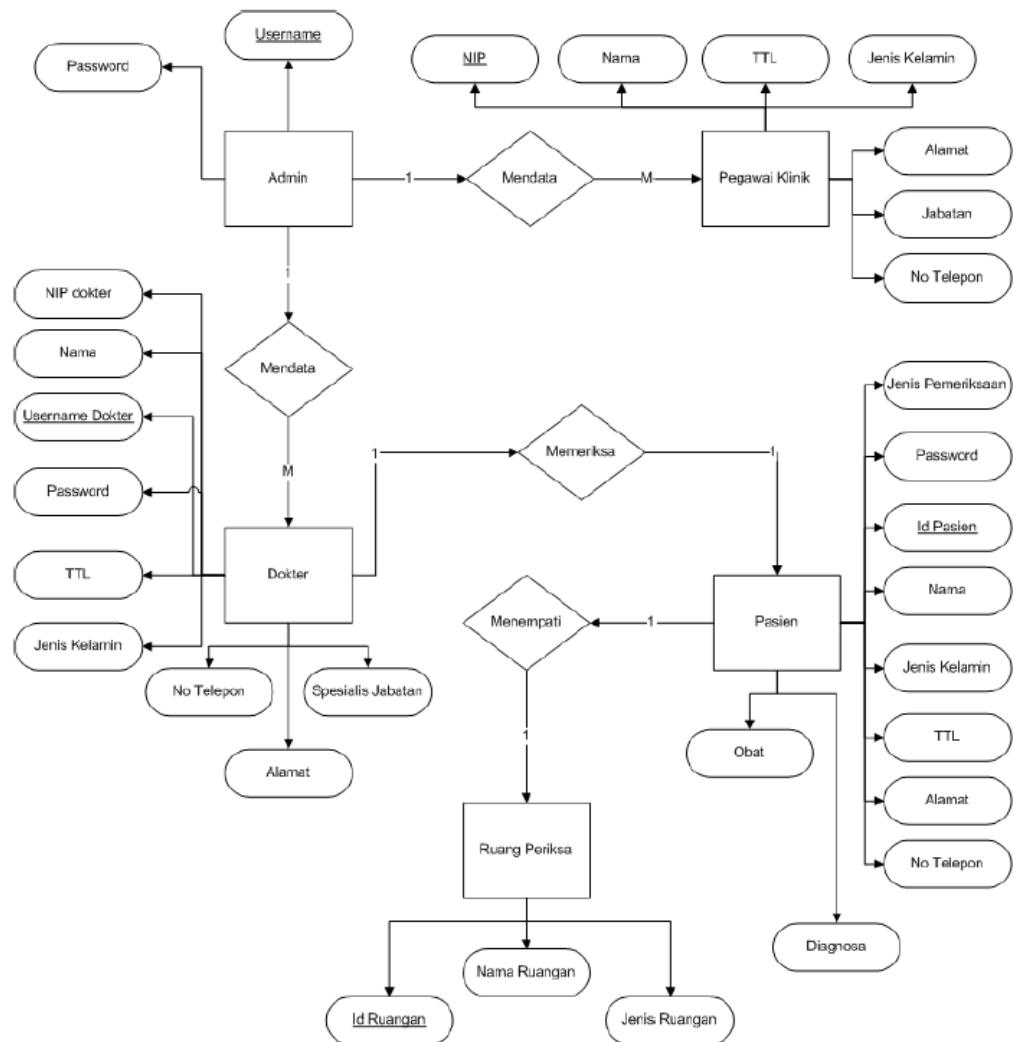 Username
Password
NIP
Nama
TTL
Jenis Kelamin
Admin
1
Mendata
M
Pegawai Klinik
Alamat
Jabatan
No Telepon
1
NIP dokter
Nama
Mendata
Username Dokter
Jenis Pemeriksaan
M
1
Memeriksa
1
Password
Password
Id Pasien
TTL
Dokter
Nama
Menempati
1
Pasien
Jenis Kelamin
Jenis Kelamin
No Telepon
Spesialis Jabatan
TTL
1
Obat
Alamat
Alamat
Ruang Periksa
No Telepon
Diagnosa
Nama Ruangan
Id Ruangan
Jenis Ruangan